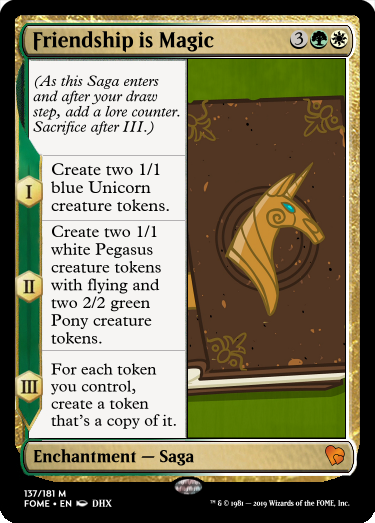 Friendship is Magic 3
(As this Saga enters
and after your draw
step, add a lore counter.
Sacrifice after III.)
I
Create two 1/1
blue Unicorn
creature tokens.
II
Create two 1/1
white Pegasus
creature tokens
with flying and
two 2/2 green
Pony creature
tokens.
III
For each token
you control,
create a token
that's a copy of it.
Enchantment — Saga
137/181 M
FOME • EN DHX
™ & © 1981 — 2019 Wizards of the FOME, Inc.